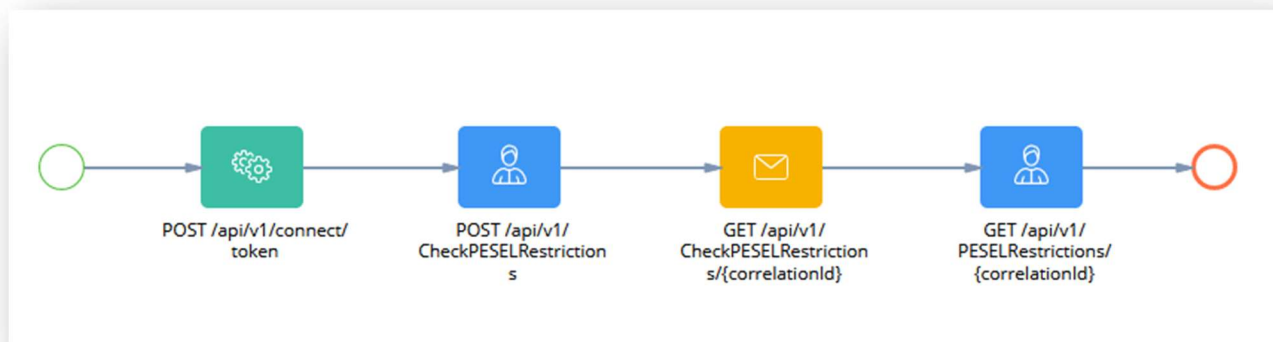 POST /api/v1/connect/
token
POST /api/v1/
CheckPESELRestriction
s
GET /api/v1/
CheckPESELRestriction
s/{correlationId}
GET /api/v1/
PESELRestrictions/
{correlationId}